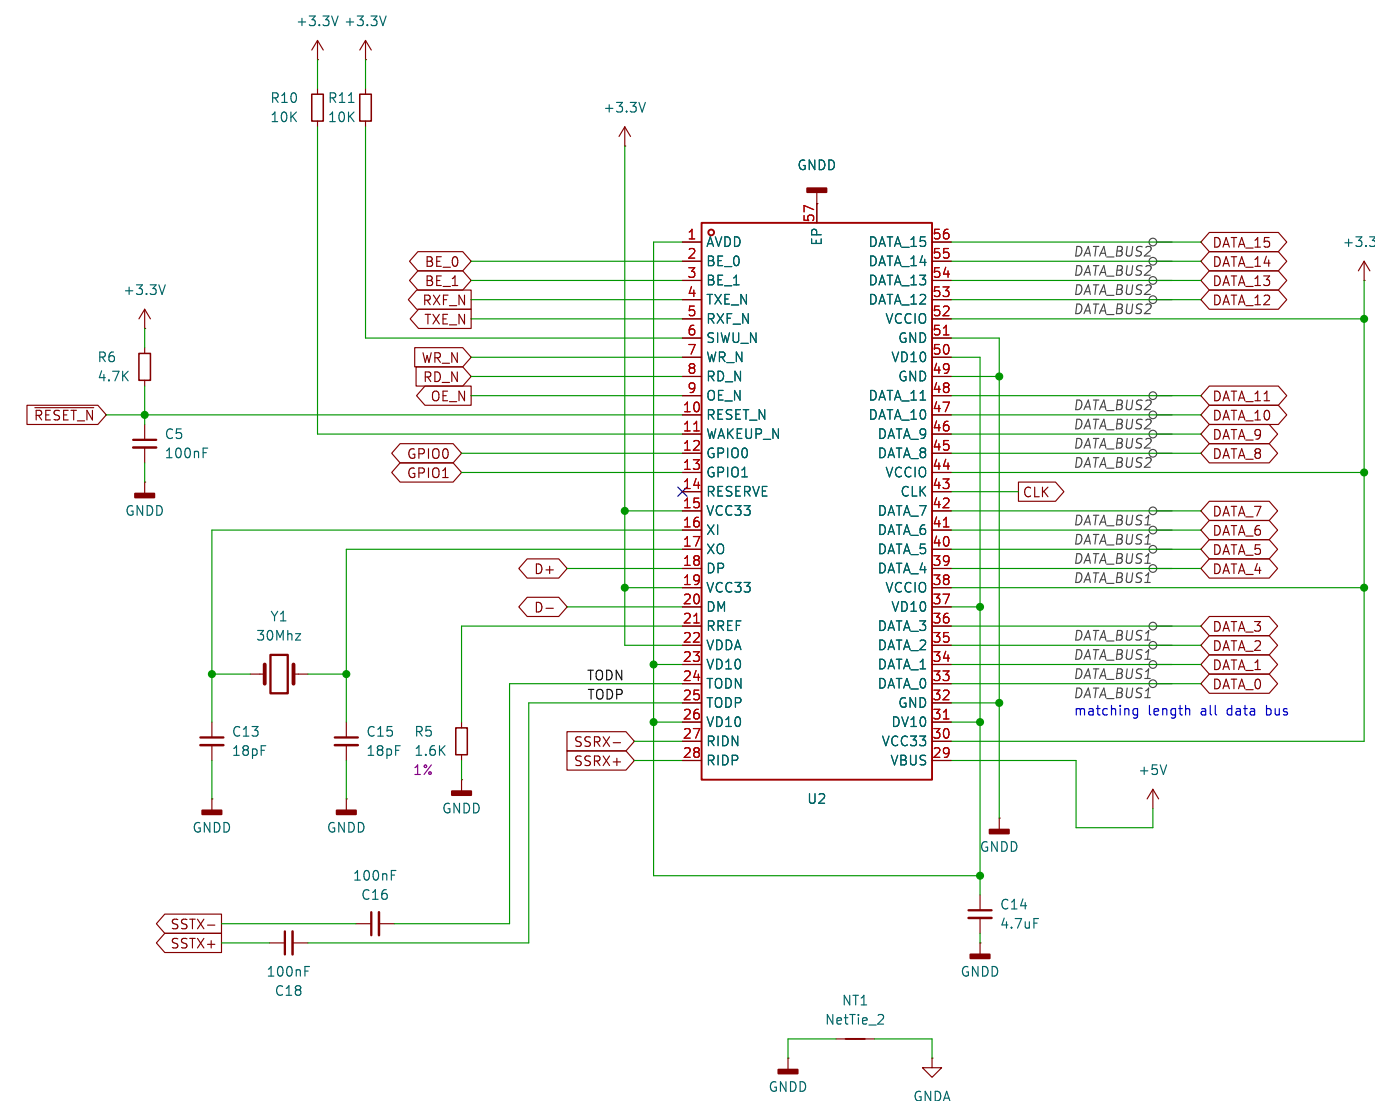 +3.3V +3.3V
R10
10K
R11
10K
+3.3V
GNDD
57
EP
+3.3V
R6
4.7K
RESET_N
C5
100nF
GNDD
BE_0
BE_1
RXF_N
TXE_N
WR_N
RD_N
OE_N
GPIO0
GPIO1
D+
D-
1 AVDD
2 BE_0
3 BE_1
4 TXE_N
5 RXF_N
6 SIWU_N
7 WR_N
8 RD_N
9 OE_N
10 RESET_N
11 WAKEUP_N
12 GPIO0
13 GPIO1
14 RESERVE
15 VCC33
16 XI
17 XO
18 DP
19 VCC33
20 DM
21 RREF
22 VDDA
23 VD10
24 TODN
25 TODP
26 VD10
27 RIDN
28 RIDP
DATA_15 56
DATA_14 55
DATA_13 54
DATA_12 53
VCCIO 52
GND 51
VD10 50
GND 49
DATA_11 48
DATA_10 47
DATA_9 46
DATA_8 45
VCCIO 44
CLK 43
DATA_7 42
DATA_6 41
DATA_5 40
DATA_4 39
VCCIO 38
VD10 37
DATA_3 36
DATA_2 35
DATA_1 34
DATA_0 33
GND 32
DV10 31
VCC33 30
VBUS 29
U2
DATA_BUS2
DATA_BUS2
DATA_BUS2
DATA_BUS2
DATA_15
DATA_14
DATA_13
DATA_12
+3.3
DATA_BUS2
DATA_BUS2
DATA_BUS2
DATA_BUS2
DATA_11
DATA_10
DATA_9
DATA_8
CLK
DATA_BUS1
DATA_BUS1
DATA_BUS1
DATA_BUS1
DATA_7
DATA_6
DATA_5
DATA_4
DATA_BUS1
DATA_BUS1
DATA_BUS1
DATA_BUS1
DATA_3
DATA_2
DATA_1
DATA_0
matching length all data bus
+5V
GNDD
C14
4.7uF
GNDD
Y1
30Mhz
C13
18pF
GNDD
C15
18pF
GNDD
R5
1.6K
1%
GNDD
TODN
TODP
SSRX-
SSRX+
100nF
C16
SSTX-
SSTX+
100nF
C18
NT1
NetTie_2
GNDD
GNDA